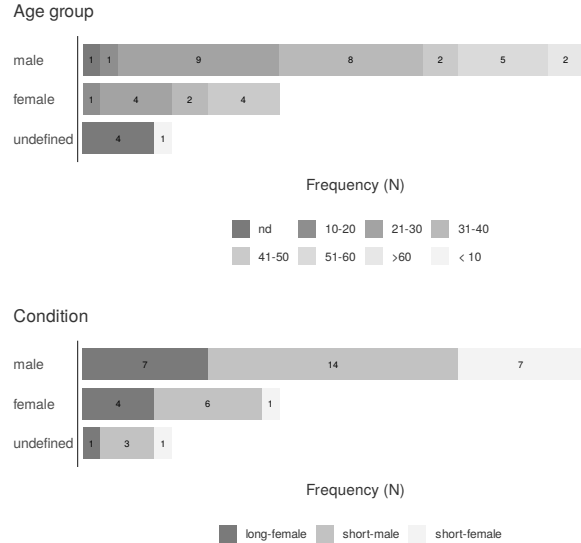 Age group
male 1 1 9 8 2 5 2
female 1 4 2 4
undefined 4 1
Frequency (N)
nd 10-20 21-30 31-40
41-50 51-60 >60 < 10
Condition
male 7 14 7
female 4 6 1
undefined 1 3 1
Frequency (N)
long-female short-male short-female